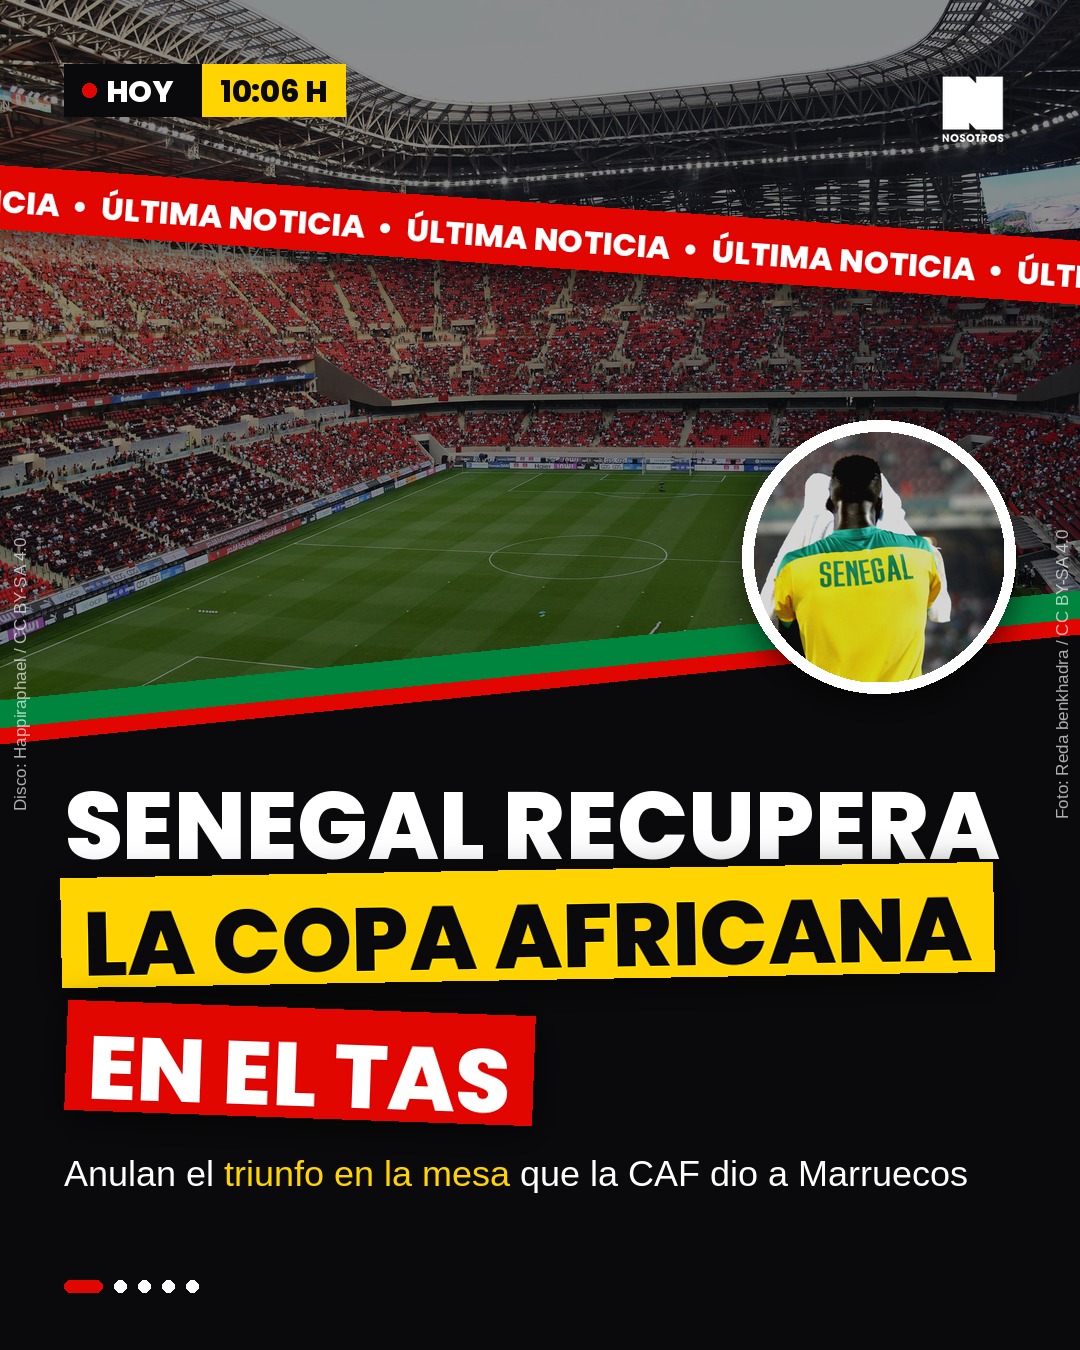 HOY 10:06 H
NOSOTROS
ICIA • ÚLTIMA NOTICIA • ÚLTIMA NOTICIA • ÚLTIMA NOTICIA • ÚLTI
SENEGAL
Disco: Happiraphael / CC BY-SA 4.0
Foto: Reda benkhadra / CC BY-SA 4.0
SENEGAL RECUPERA
LA COPA AFRICANA
EN EL TAS
Anulan el triunfo en la mesa que la CAF dio a Marruecos